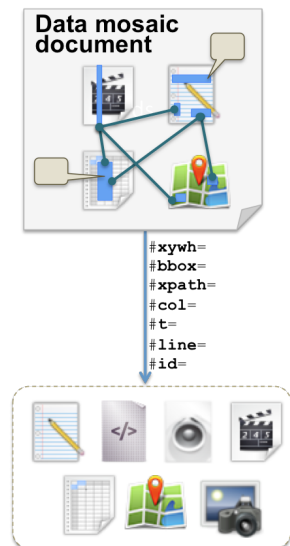 Data mosaic
document
#xywh=
#bbox=
#xpath=
#col=
#t=
#line=
#id=
</>